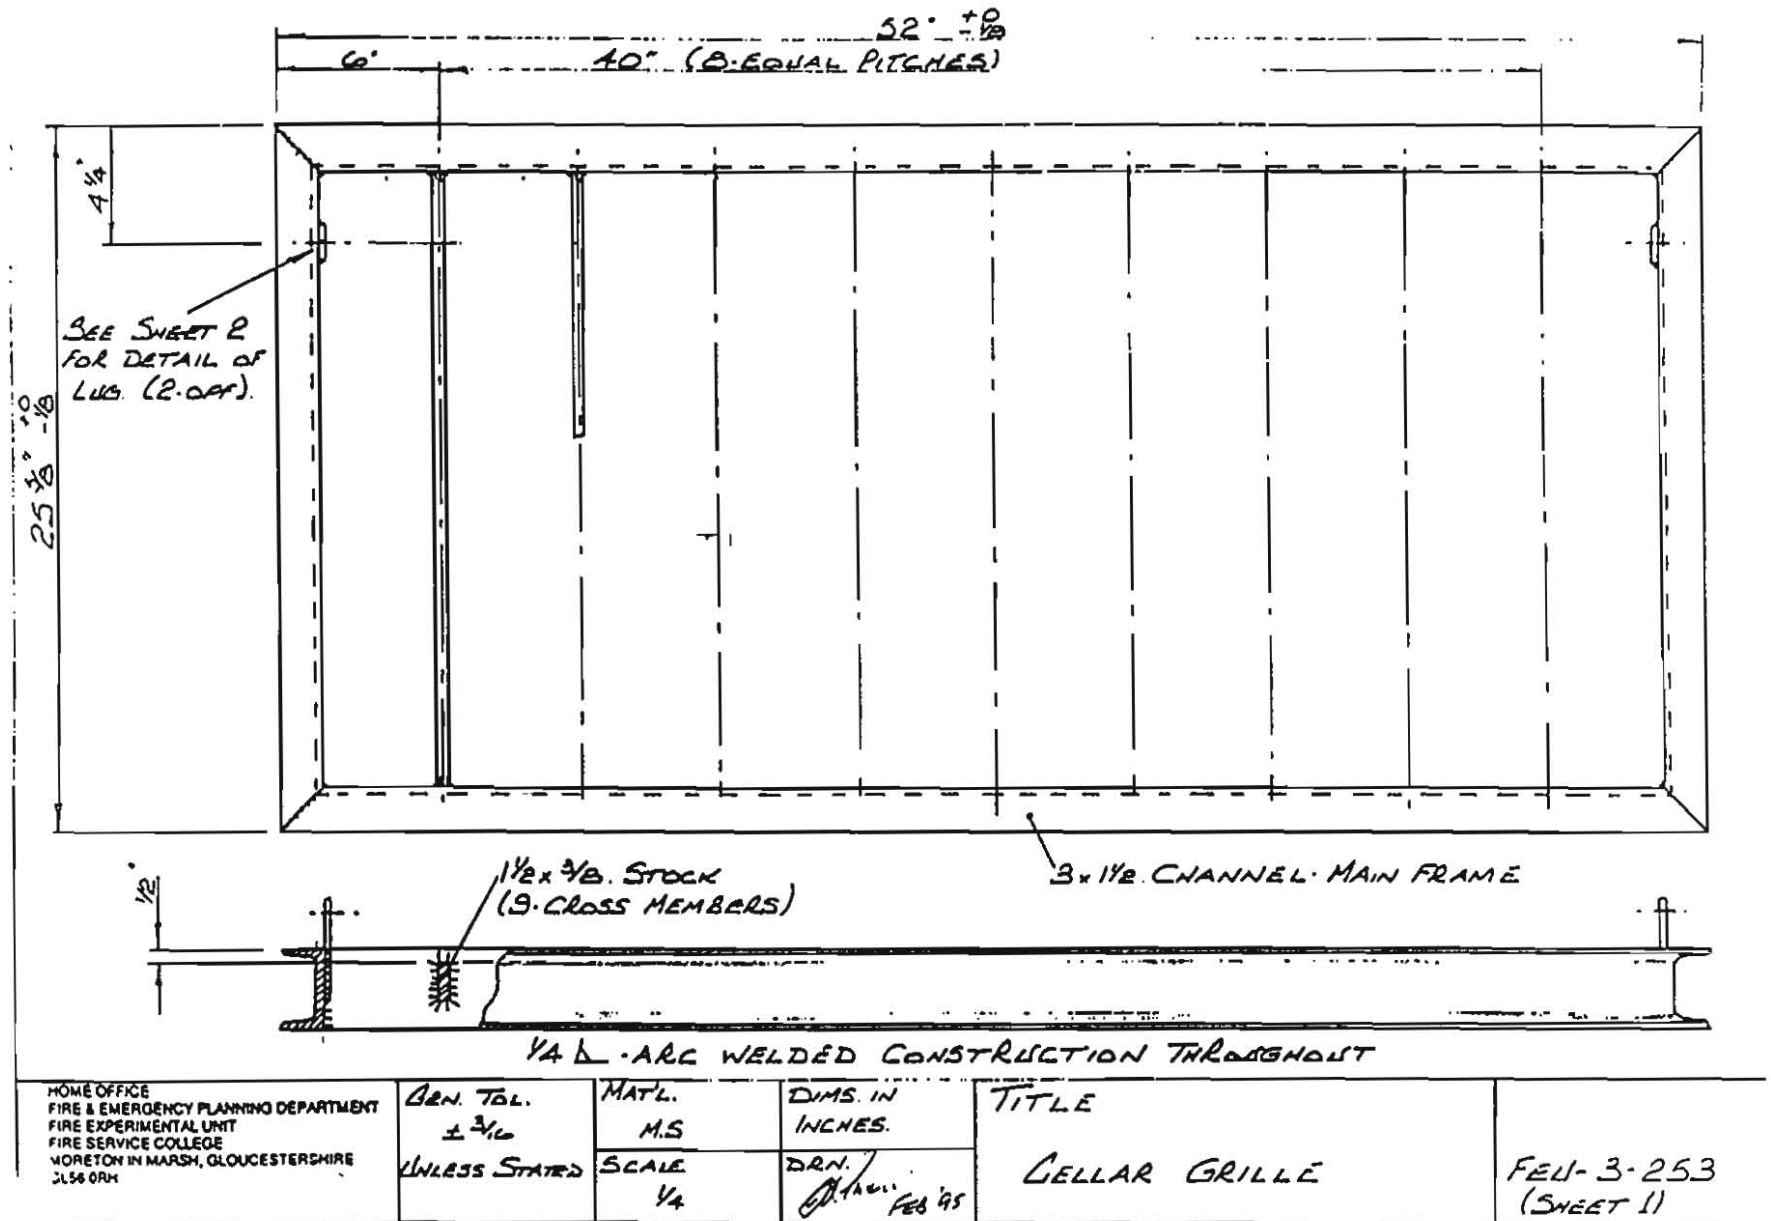 52" +0 -1/8
6" 40" (8·EQUAL PITCHES)
4 1/4"
SEE SHEET 2
FOR DETAIL OF
LUG. (2·OFF).
25 5/8" +0 -1/8
1/2"
1 1/2 x 3/8. STOCK
(9·CROSS MEMBERS)
3 x 1 1/2. CHANNEL· MAIN FRAME
1/4 ⊿ ·ARC WELDED CONSTRUCTION THROUGHOUT
HOME OFFICE
FIRE & EMERGENCY PLANNING DEPARTMENT
FIRE EXPERIMENTAL UNIT
FIRE SERVICE COLLEGE
MORETON IN MARSH, GLOUCESTERSHIRE
GL56 0RH
GEN. TOL.
± 3/16
UNLESS STATED
MAT'L.
M.S
SCALE
1/4
DIMS. IN
INCHES.
DRN.
FEB '95
TITLE
CELLAR GRILLE
FEU-3-253
(SHEET 1)